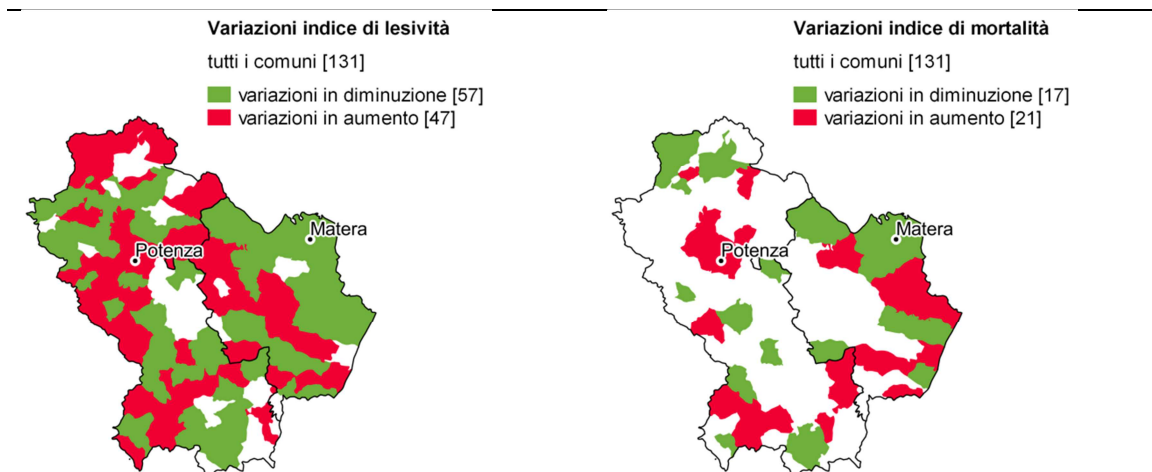 Variazioni indice di lesività
tutti i comuni [131]
variazioni in diminuzione [57]
variazioni in aumento [47]
Matera
Potenza
Variazioni indice di mortalità
tutti i comuni [131]
variazioni in diminuzione [17]
variazioni in aumento [21]
Matera
Potenza